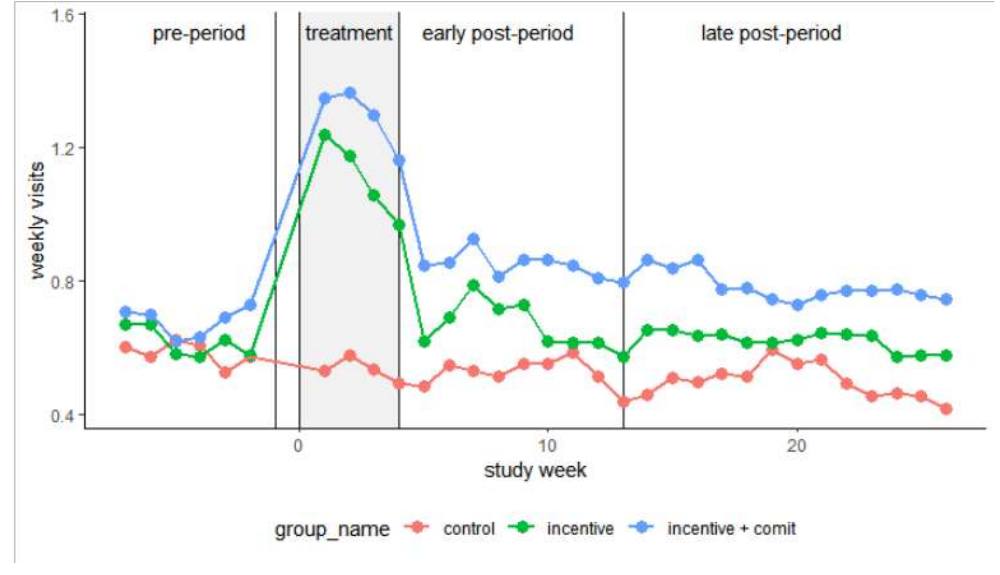 1.6
pre-period treatment early post-period late post-period
1.2
weekly visits
0.8
0.4
0 10 20
study week
group_name control incentive incentive + comit